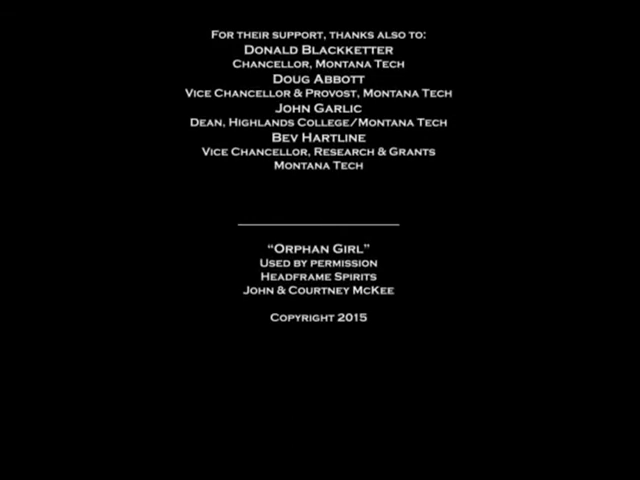 For their support, thanks also to:
Donald Blackketter
Chancellor, Montana Tech
Doug Abbott
Vice Chancellor & Provost, Montana Tech
John Garlic
Dean, Highlands College/Montana Tech
Bev Hartline
Vice Chancellor, Research & Grants
Montana Tech
“Orphan Girl”
Used by permission
Headframe Spirits
John & Courtney McKee
Copyright 2015